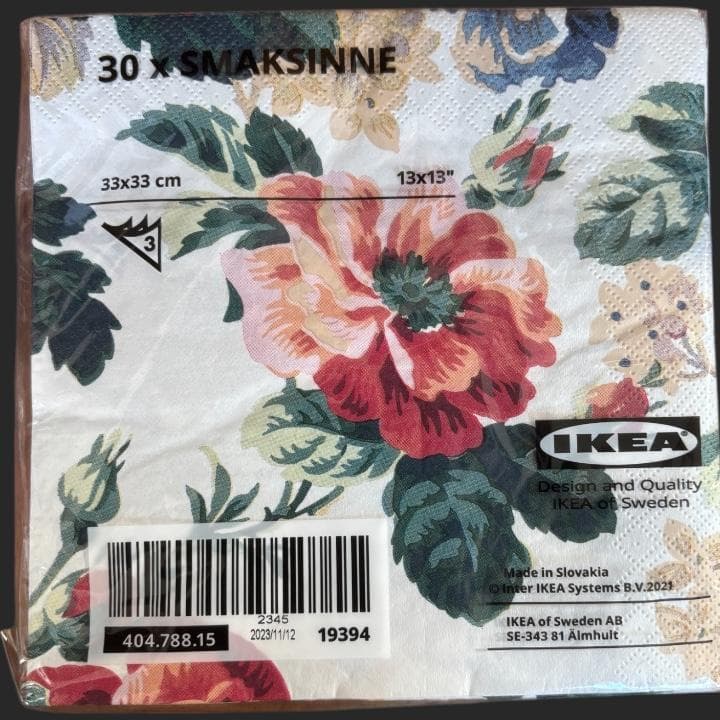 30 x SMAKSINNE
33x33 cm
13x13"
3
IKEA®
Design and Quality
IKEA of Sweden
Made in Slovakia
© Inter IKEA Systems B.V.2021
IKEA of Sweden AB
SE-343 81 Älmhult
2345
404.788.15
2023/11/12
19394